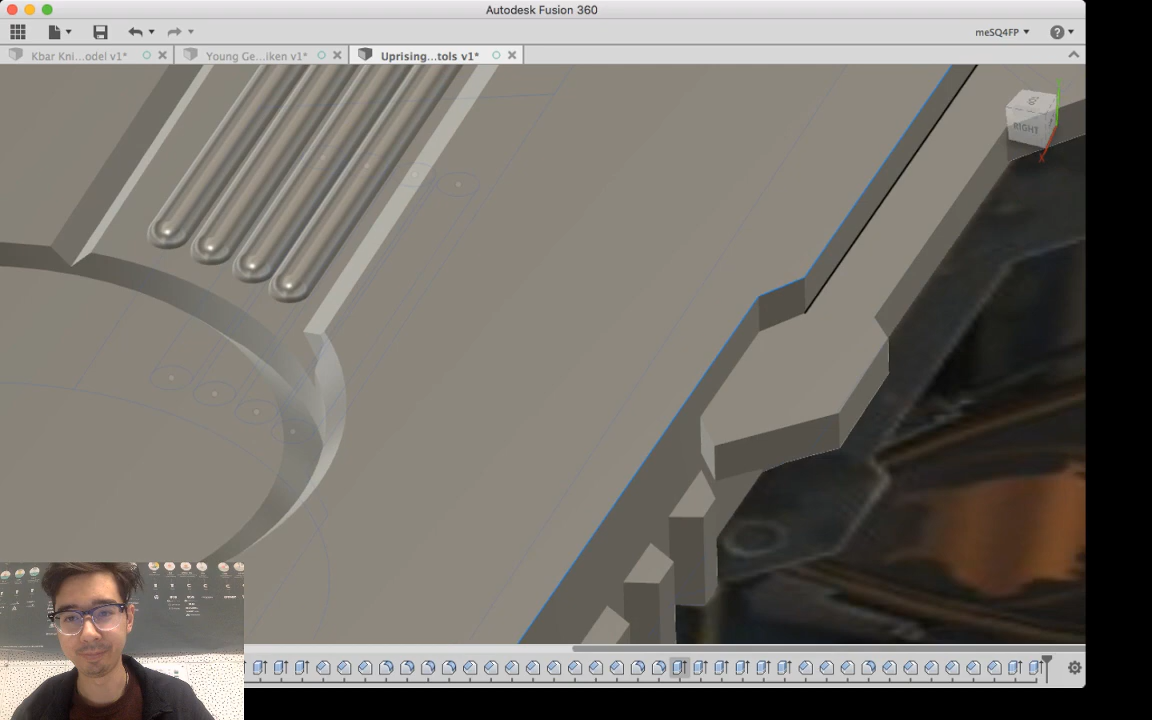 Autodesk Fusion 360
meSQ4FP
Kbar Kni...odel v1*
Young Ge...iken v1*
Uprising...tols v1*
RIGHT